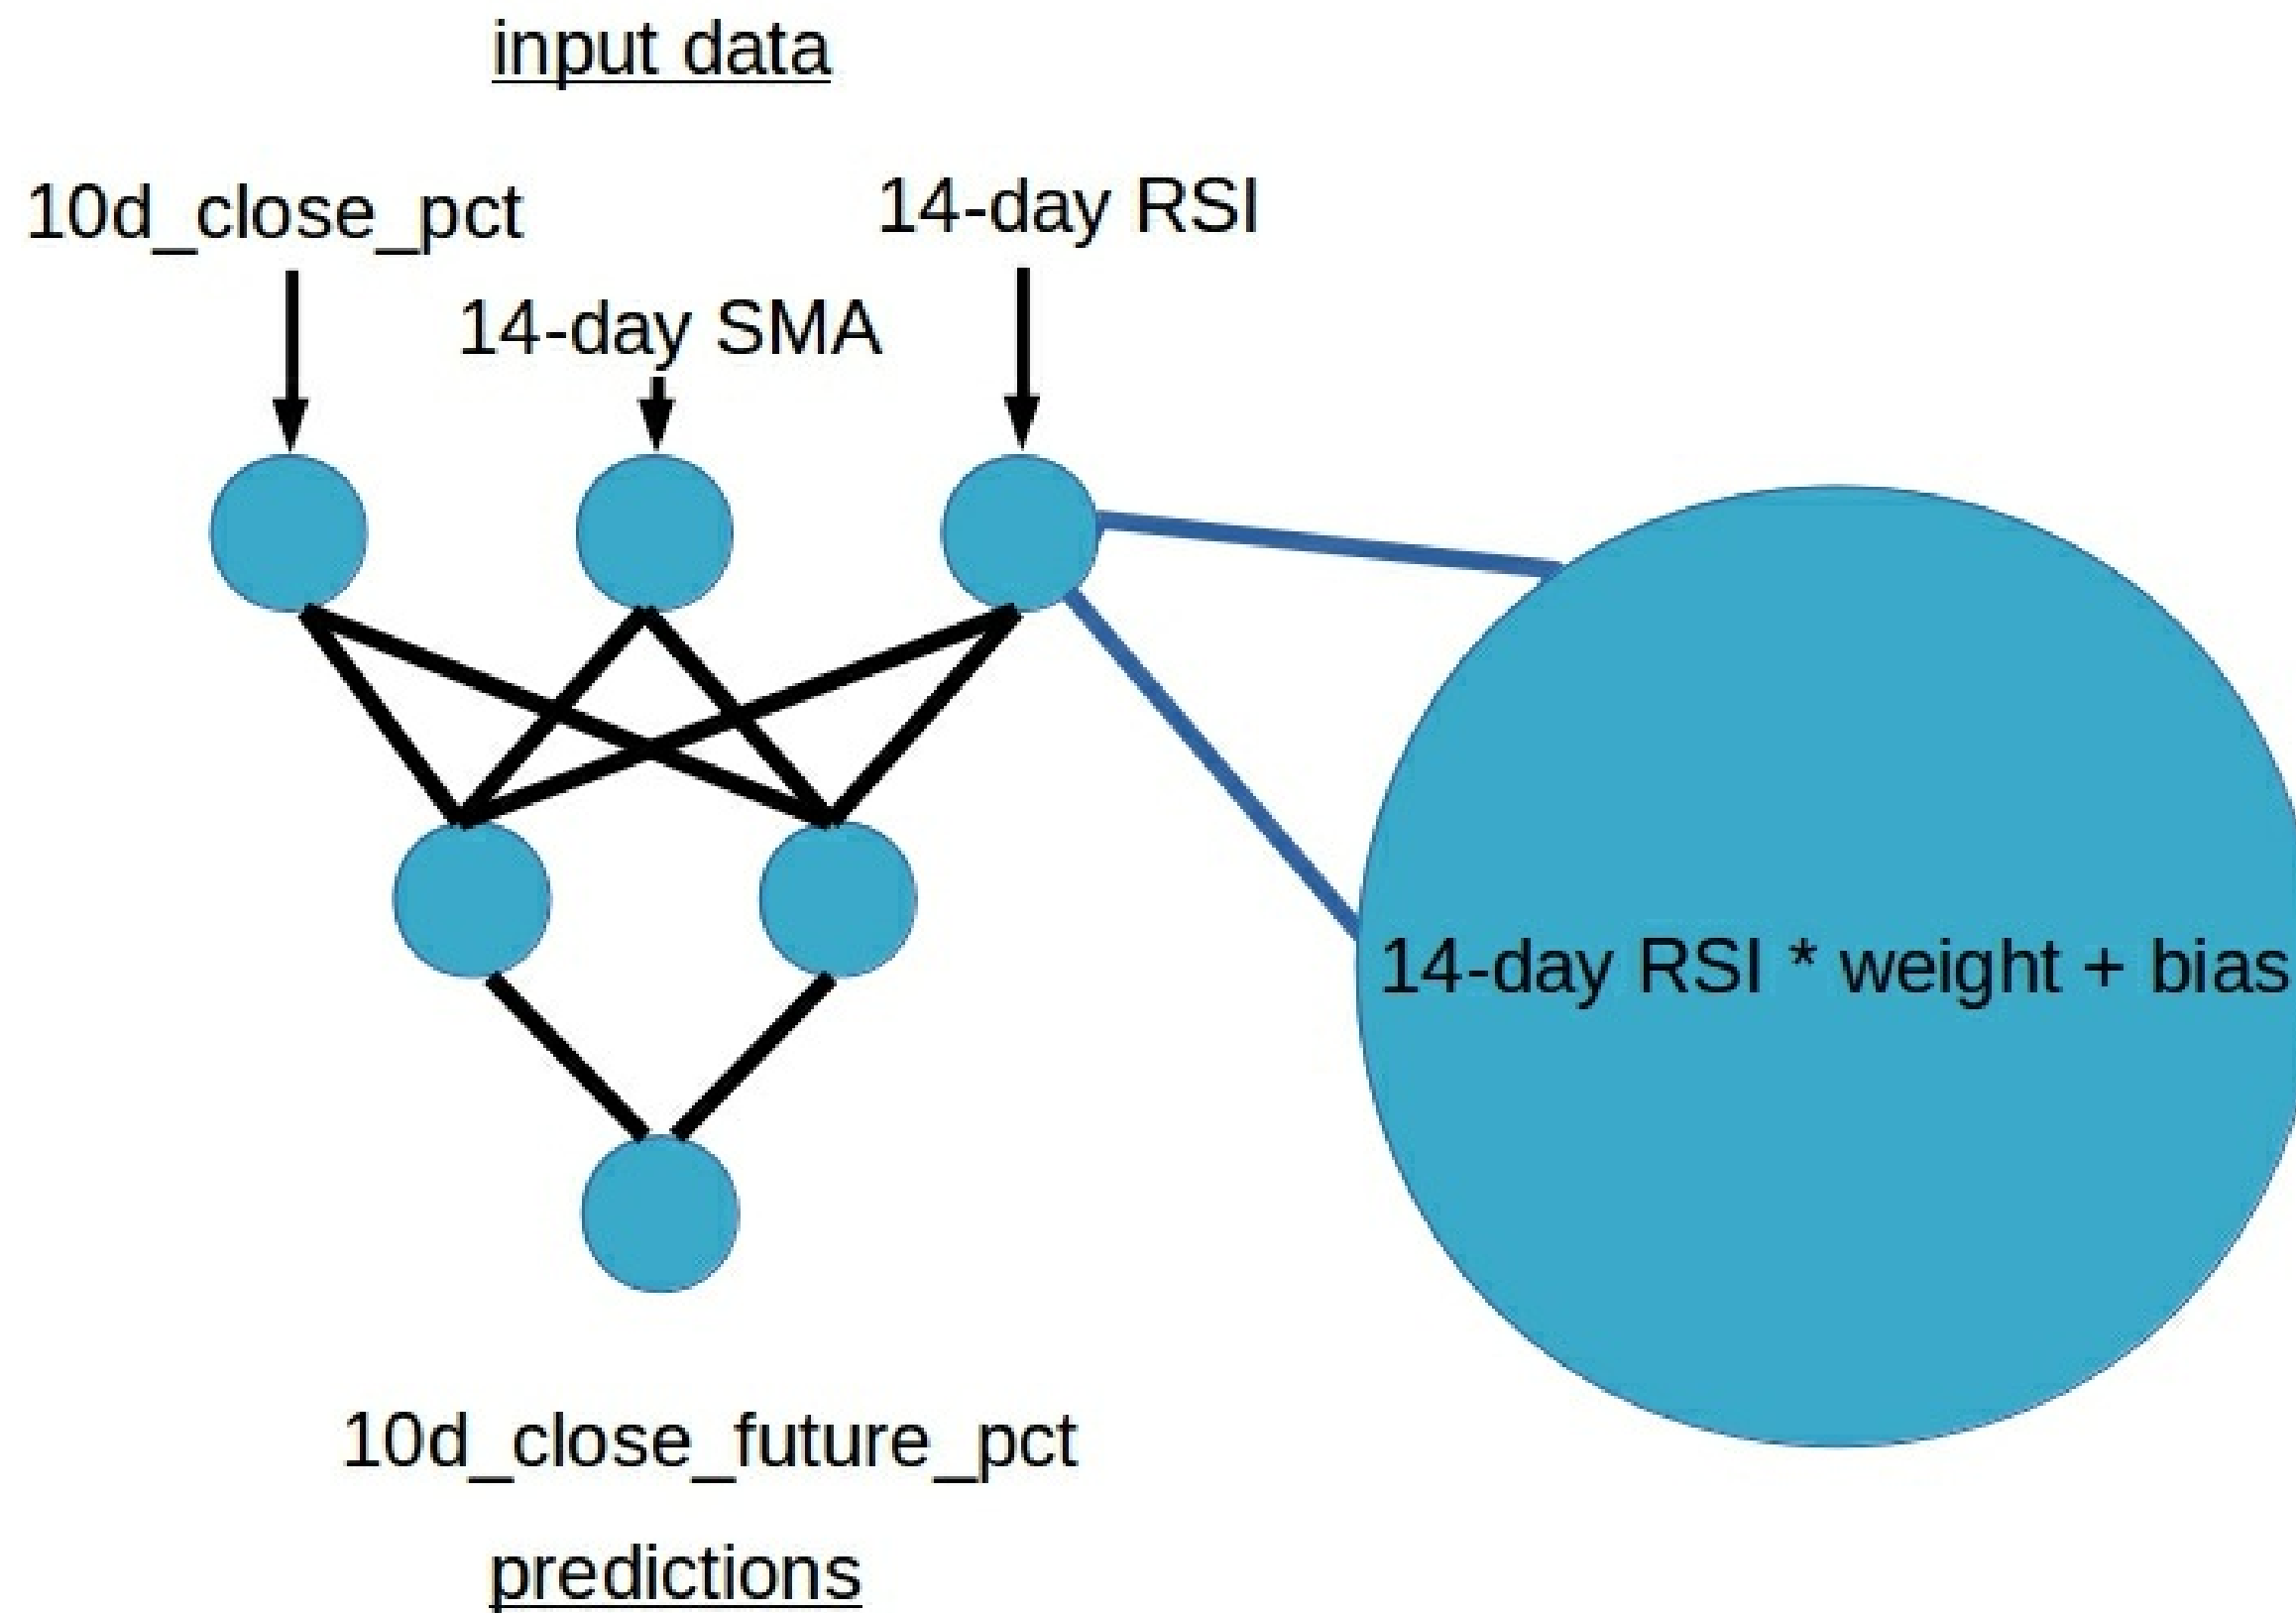 input data
10d_close_pct
14-day SMA
14-day RSI
14-day RSI * weight + bias
10d_close_future_pct
predictions